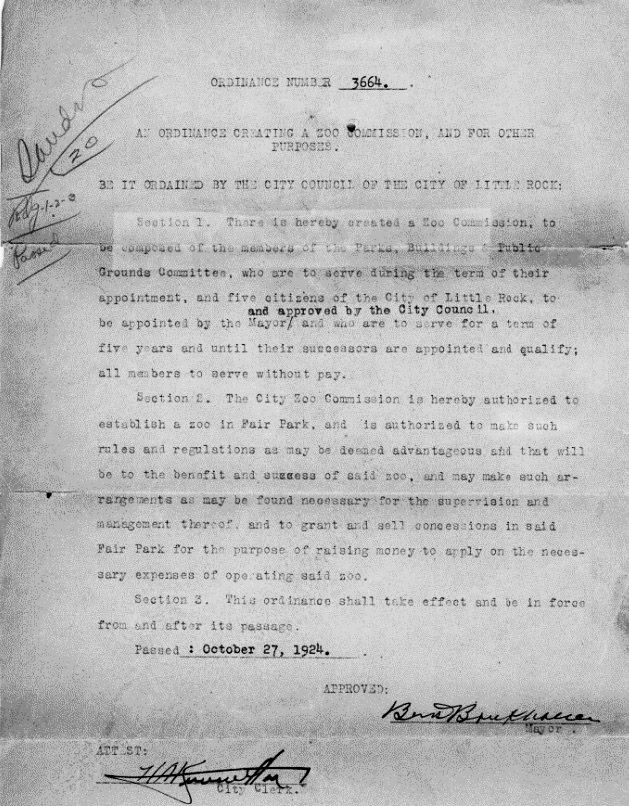 ORDINANCE NUMBER 3664.
AN ORDINANCE CREATING A ZOO COMMISSION, AND FOR OTHER
PURPOSES.
20
Rdg. 1-2-3
Passed
BE IT ORDAINED BY THE CITY COUNCIL OF THE CITY OF LITTLE ROCK:
Section 1. There is hereby created a Zoo Commission, to
be composed of the members of the Parks, Buildings & Public
Grounds Committee, who are to serve during the term of their
appointment, and five citizens of the City of Little Rock, to
and approved by the City Council,
be appointed by the Mayor/ and who are to serve for a term of
five years and until their successors are appointed and qualify;
all members to serve without pay.
Section 2. The City Zoo Commission is hereby authorized to
establish a zoo in Fair Park, and is authorized to make such
rules and regulations as may be deemed advantageous and that will
be to the benefit and success of said zoo, and may make such ar-
rangements as may be found necessary for the supervision and
management thereof, and to grant and sell concessions in said
Fair Park for the purpose of raising money to apply on the neces-
sary expenses of operating said zoo.
Section 3. This ordinance shall take effect and be in force
from and after its passage.
Passed : October 27, 1924.
APPROVED:
Mayor.
ATTEST:
City Clerk.